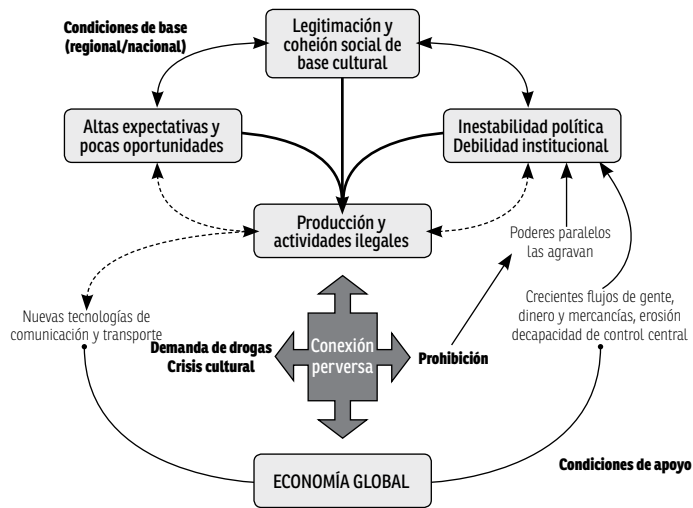 Condiciones de base
(regional/nacional)
Legitimación y
coheión social de
base cultural
Altas expectativas y
pocas oportunidades
Inestabilidad política
Debilidad institucional
Producción y
actividades ilegales
Poderes paralelos
las agravan
Nuevas tecnologías de
comunicación y transporte
Crecientes flujos de gente,
dinero y mercancías, erosión
decapacidad de control central
Demanda de drogas
Crisis cultural
Conexión
perversa
Prohibición
Condiciones de apoyo
ECONOMÍA GLOBAL